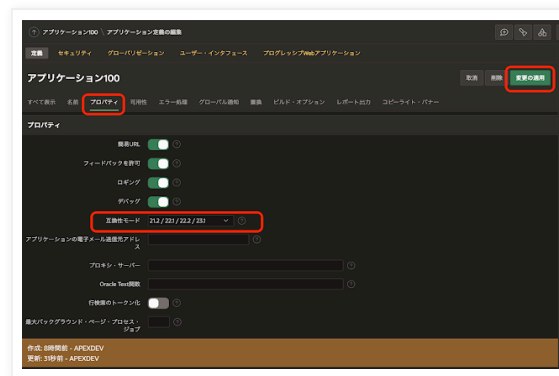 アプリケーション100 \ アプリケーション定義の編集
定義 セキュリティ グローバリゼーション ユーザー・インタフェース プログレッシブWebアプリケーション
アプリケーション100 取消 削除 変更の適用
すべて表示 名前 プロパティ 可用性 エラー処理 グローバル通知 置換 ビルド・オプション レポート出力 コピーライト・バナー
プロパティ
簡易URL
フィードバックを許可
ロギング
デバッグ
互換性モード 21.2 / 22.1 / 22.2 / 23.1
アプリケーションの電子メール送信元アドレ
ス
プロキシ・サーバー
Oracle Text関数
行検索のトークン化
最大バックグラウンド・ページ・プロセス・
ジョブ
作成: 8時間前 - APEXDEV
更新: 31秒前 - APEXDEV